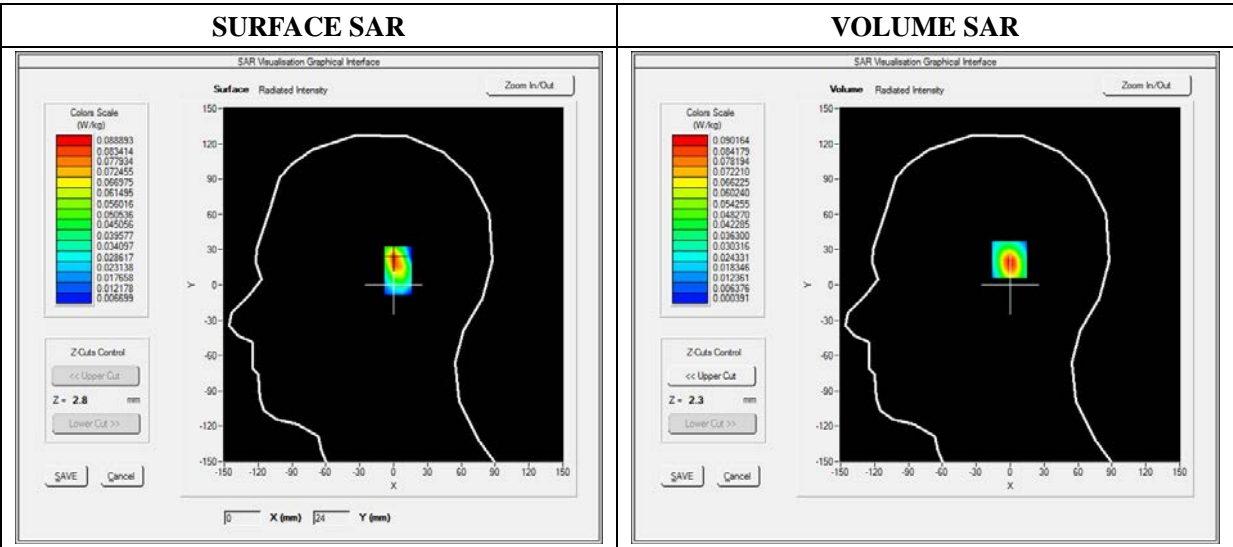 SURFACE SAR
SAR Visualisation Graphical Interface
Surface Radiated Intensity
Zoom In/Out
Colors Scale
(W/kg)
0.088893
0.083414
0.077934
0.072455
0.066975
0.061495
0.056016
0.050536
0.045056
0.039577
0.034097
0.028617
0.023138
0.017658
0.012178
0.006699
150
120
90
60
30
0
-30
-60
-90
-120
-150
Y
-150 -120 -90 -60 -30 0 30 60 90 120 150
X
Z-Cuts Control
<< Upper Cut
Z = 2.8 mm
Lower Cut >>
SAVE Cancel
0 X (mm) 24 Y (mm)
VOLUME SAR
SAR Visualisation Graphical Interface
Volume Radiated Intensity
Zoom In/Out
Colors Scale
(W/kg)
0.090164
0.084179
0.078194
0.072210
0.066225
0.060240
0.054255
0.048270
0.042285
0.036300
0.030316
0.024331
0.018346
0.012361
0.006376
0.000391
150
120
90
60
30
0
-30
-60
-90
-120
-150
Y
-150 -120 -90 -60 -30 0 30 60 90 120 150
X
Z-Cuts Control
<< Upper Cut
Z = 2.3 mm
Lower Cut >>
SAVE Cancel